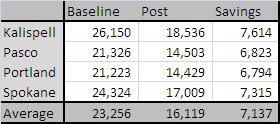 Baseline Post Savings
Kalispell 26,150 18,536 7,614
Pasco 21,326 14,503 6,823
Portland 21,223 14,429 6,794
Spokane 24,324 17,009 7,315
Average 23,256 16,119 7,137